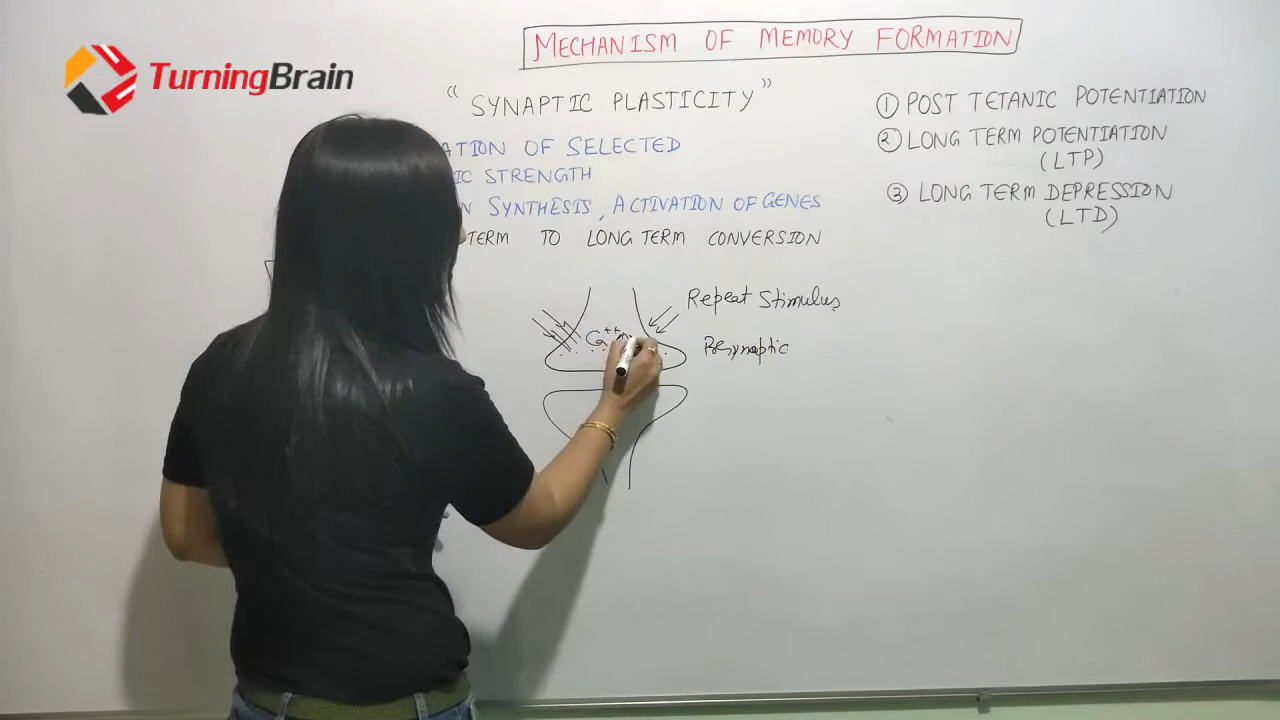 TurningBrain
MECHANISM OF MEMORY FORMATION
"SYNAPTIC PLASTICITY"
ATION OF SELECTED
IC STRENGTH
N SYNTHESIS, ACTIVATION OF GENES
TERM TO LONG TERM CONVERSION
① POST TETANIC POTENTIATION
② LONG TERM POTENTIATION
(LTP)
③ LONG TERM DEPRESSION
(LTD)
Repeat Stimulus
Ca++